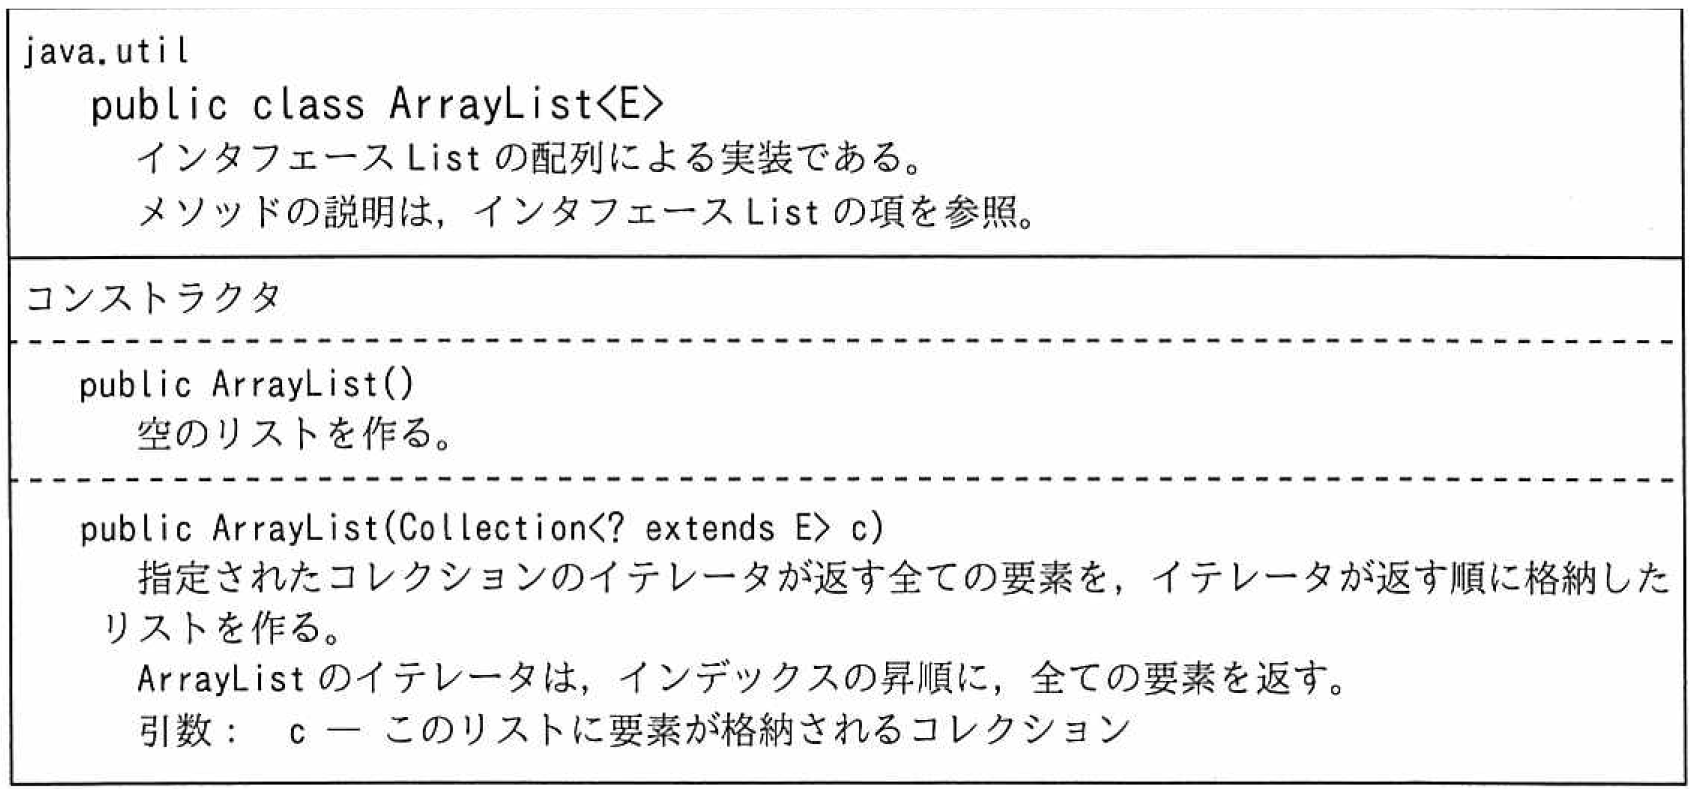 java.util
public class ArrayList<E>
インタフェース List の配列による実装である。
メソッドの説明は，インタフェース List の項を参照。
コンストラクタ
public ArrayList()
空のリストを作る。
public ArrayList(Collection<? extends E> c)
指定されたコレクションのイテレータが返す全ての要素を，イテレータが返す順に格納した
リストを作る。
ArrayList のイテレータは，インデックスの昇順に，全ての要素を返す。
引数： c ― このリストに要素が格納されるコレクション